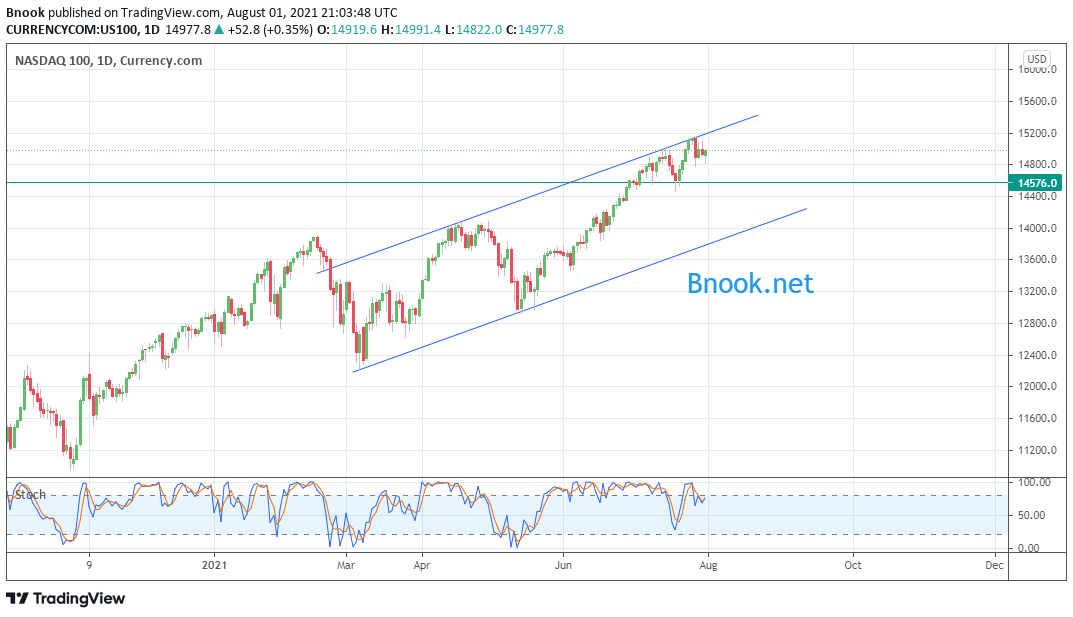 Bnook published on TradingView.com, August 01, 2021 21:03:48 UTC
CURRENCYCOM:US100, 1D 14977.8 ▲ +52.8 (+0.35%) O:14919.6 H:14991.4 L:14822.0 C:14977.8
NASDAQ 100, 1D, Currency.com
USD
16000.0
15600.0
15200.0
14800.0
14576.0
14400.0
14000.0
13600.0
13200.0
12800.0
12400.0
12000.0
11600.0
11200.0
Bnook.net
Stoch
100.00
50.00
0.00
9 2021 Mar Apr Jun Aug Oct Dec
TradingView